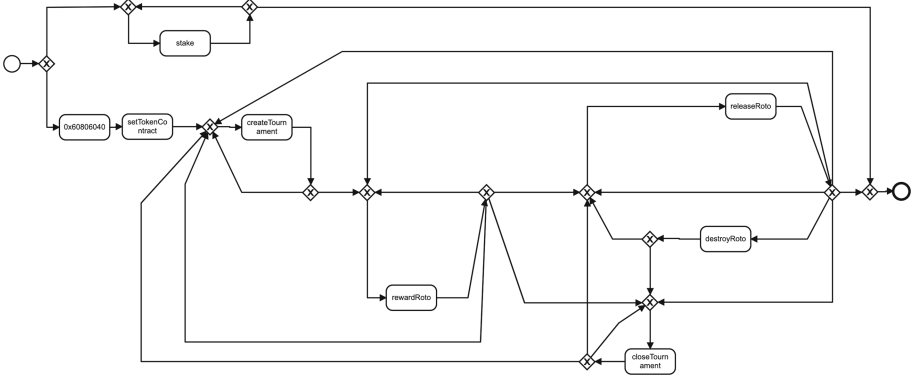 stake
0x60806040
setTokenCo
ntract
createTourn
ament
releaseRoto
destroyRoto
rewardRoto
closeTourn
ament